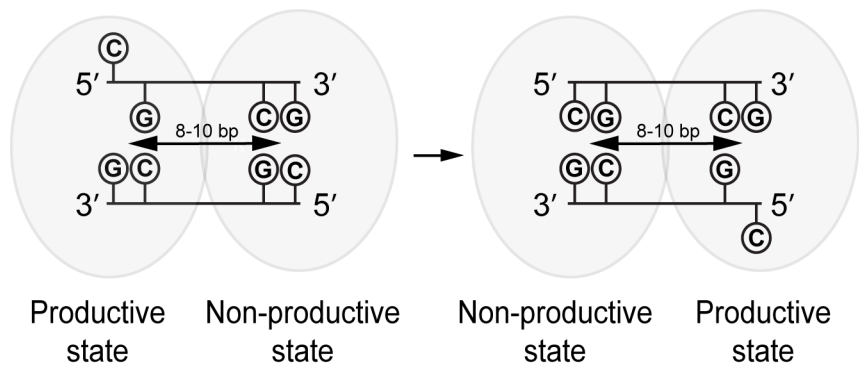 C
5′ 3′ 5′ 3′
G C G C G C G
8-10 bp 8-10 bp
G C G C G C G
3′ 5′ 3′ 5′
C
Productive Non-productive Non-productive Productive
state state state state